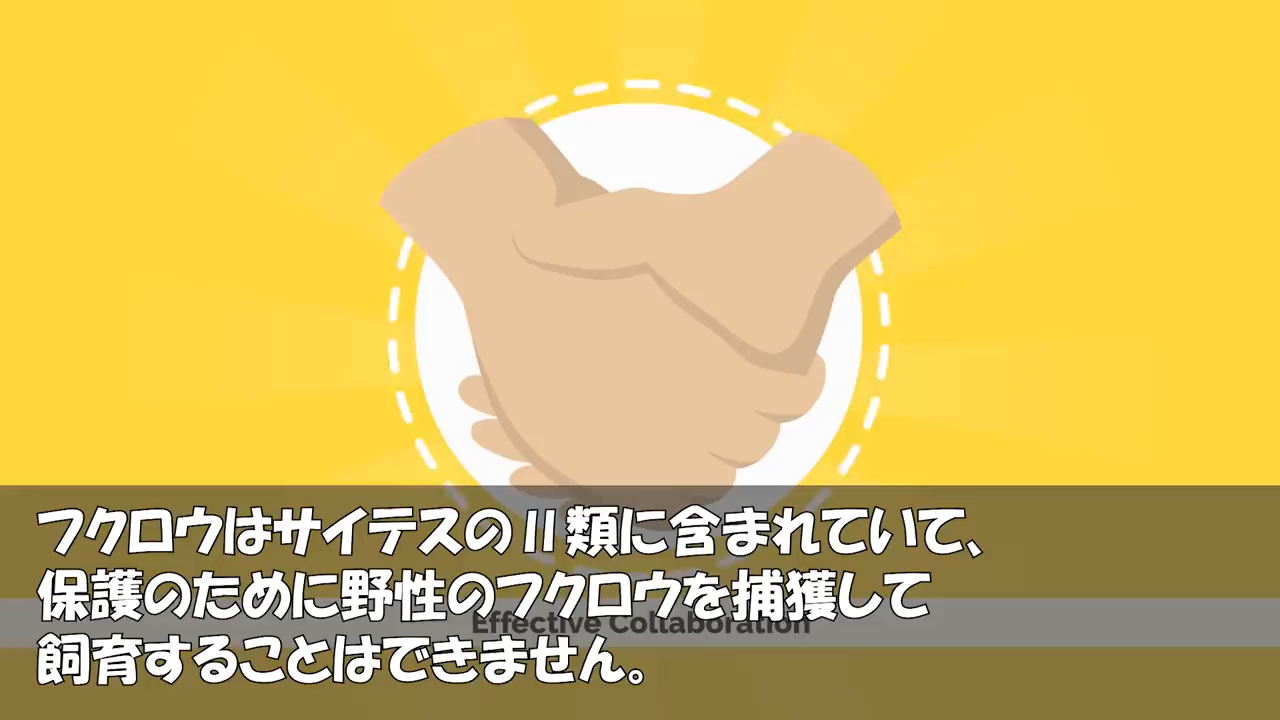 フクロウはサイテスのⅡ類に含まれていて、
保護のために野性のフクロウを捕獲して
Effective Collaboration
飼育することはできません。